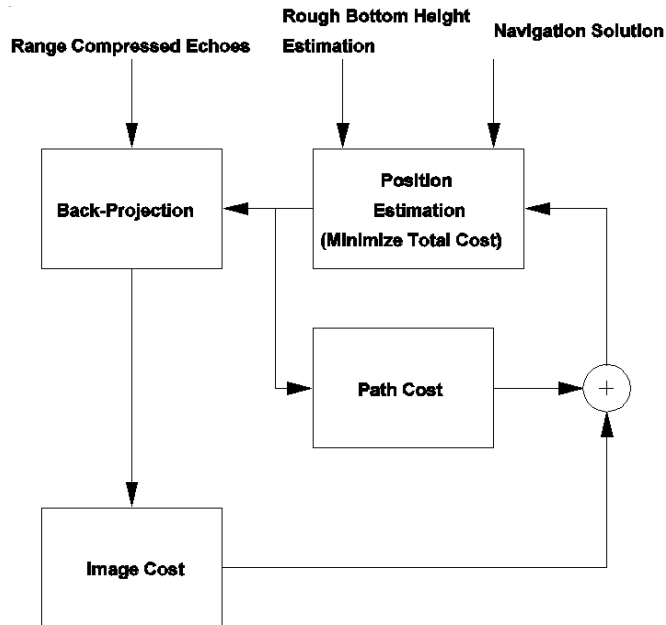 Rough Bottom Height
Estimation
Navigation Solution
Range Compressed Echoes
Back-Projection
Position
Estimation
(Minimize Total Cost)
Path Cost
+
Image Cost